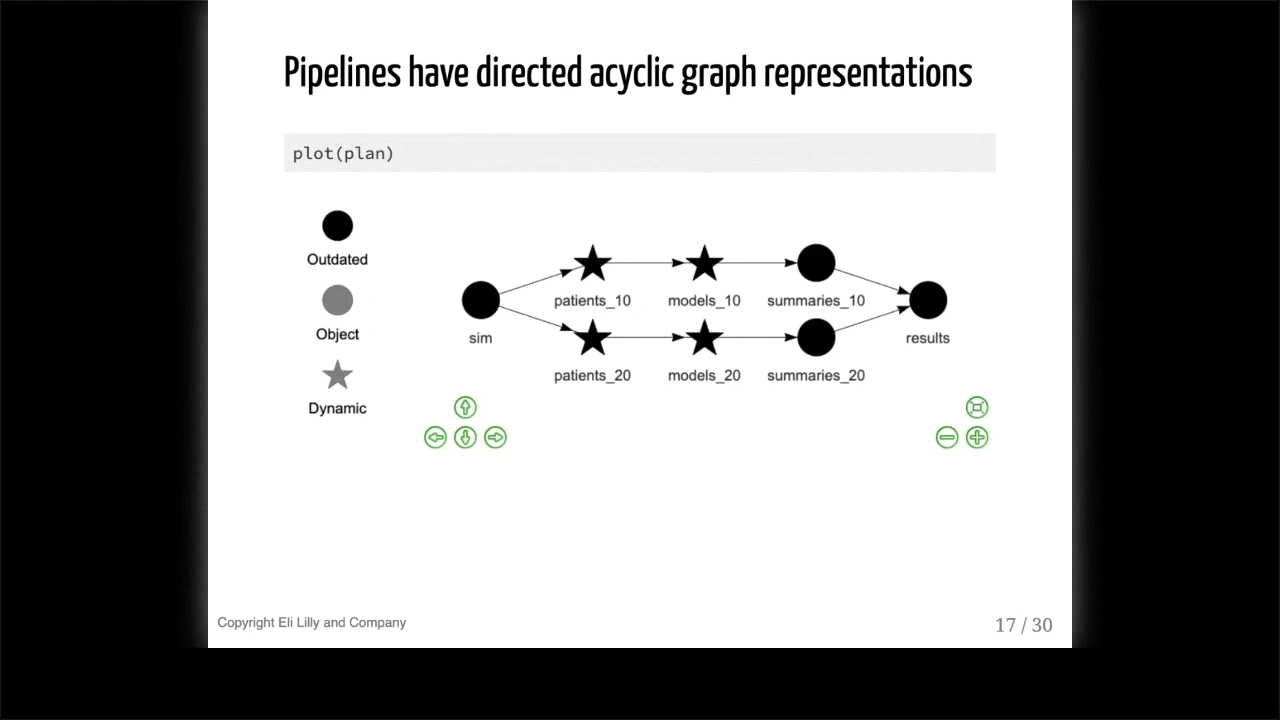 Pipelines have directed acyclic graph representations
plot(plan)
Outdated
Object
Dynamic
sim
patients_10
models_10
summaries_10
results
patients_20
models_20
summaries_20
Copyright Eli Lilly and Company
17 / 30